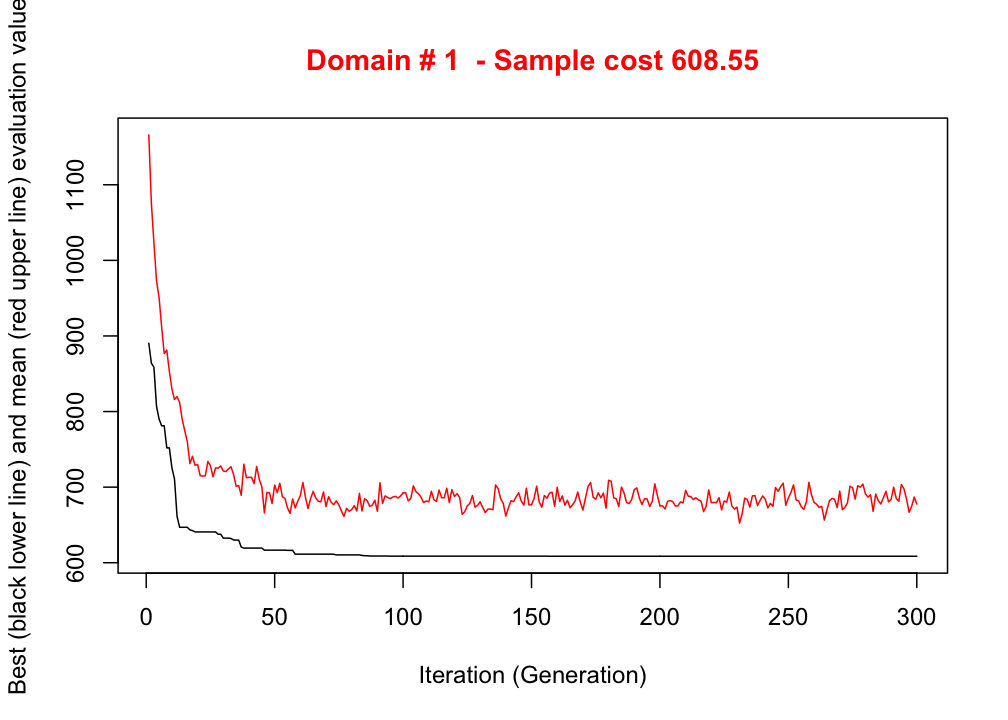 Domain # 1 - Sample cost 608.55
Best (black lower line) and mean (red upper line) evaluation value
1100
1000
900
800
700
600
0 50 100 150 200 250 300
Iteration (Generation)